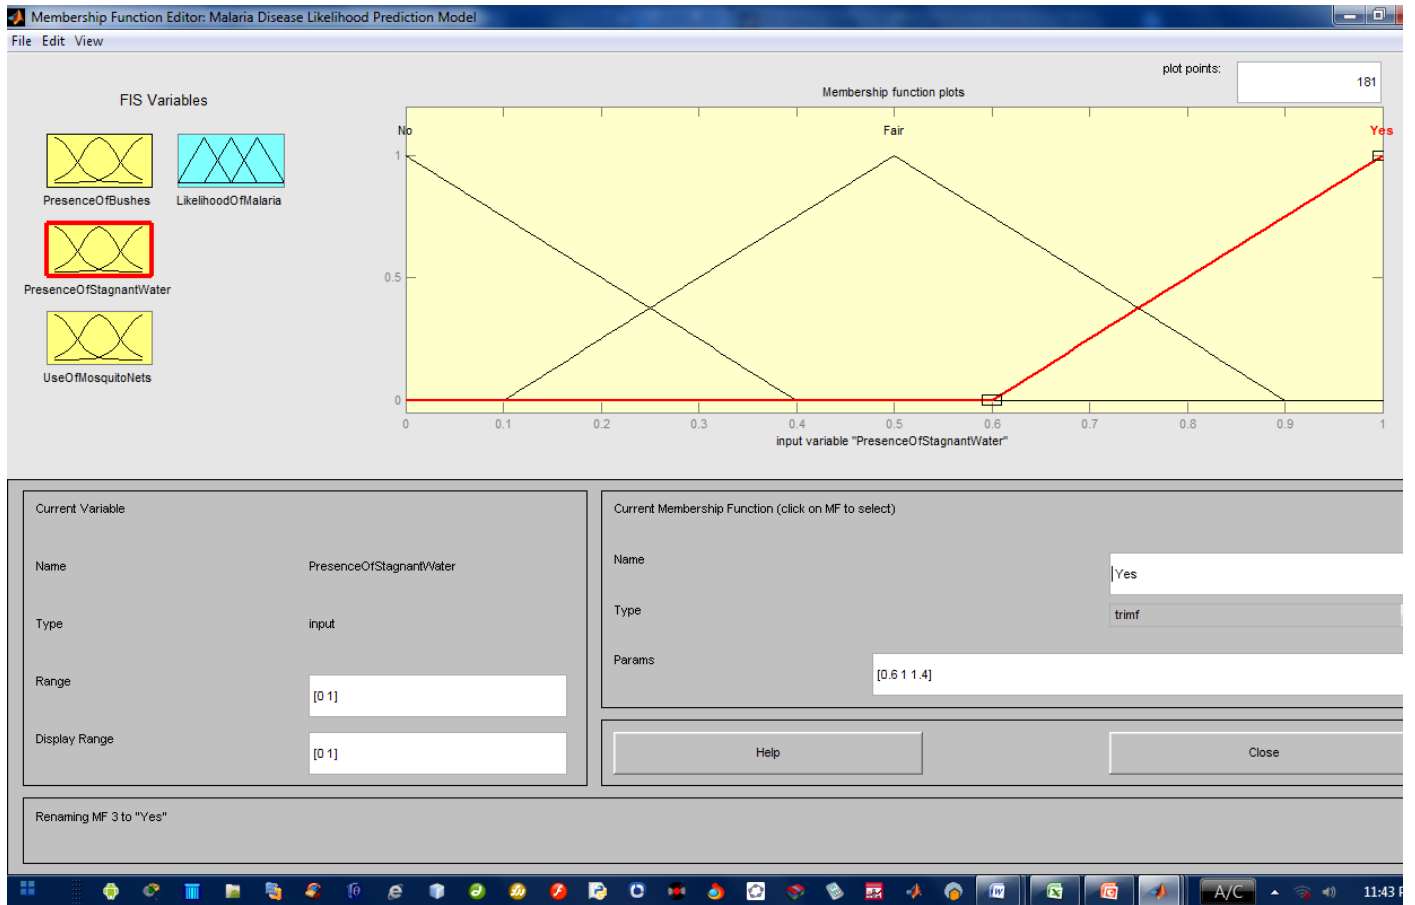 Membership Function Editor: Malaria Disease Likelihood Prediction Model
File Edit View
plot points:
181
FIS Variables
Membership function plots
PresenceOfBushes
LikelihoodOfMalaria
PresenceOfStagnantWater
UseOfMosquitoNets
No
Fair
Yes
1
0.5
0
0 0.1 0.2 0.3 0.4 0.5 0.6 0.7 0.8 0.9 1
input variable "PresenceOfStagnantWater"
Current Variable
Name PresenceOfStagnantWater
Type input
Range [0 1]
Display Range [0 1]
Current Membership Function (click on MF to select)
Name Yes
Type trimf
Params [0.6 1 1.4]
Help
Close
Renaming MF 3 to "Yes"
A/C
11:43 P